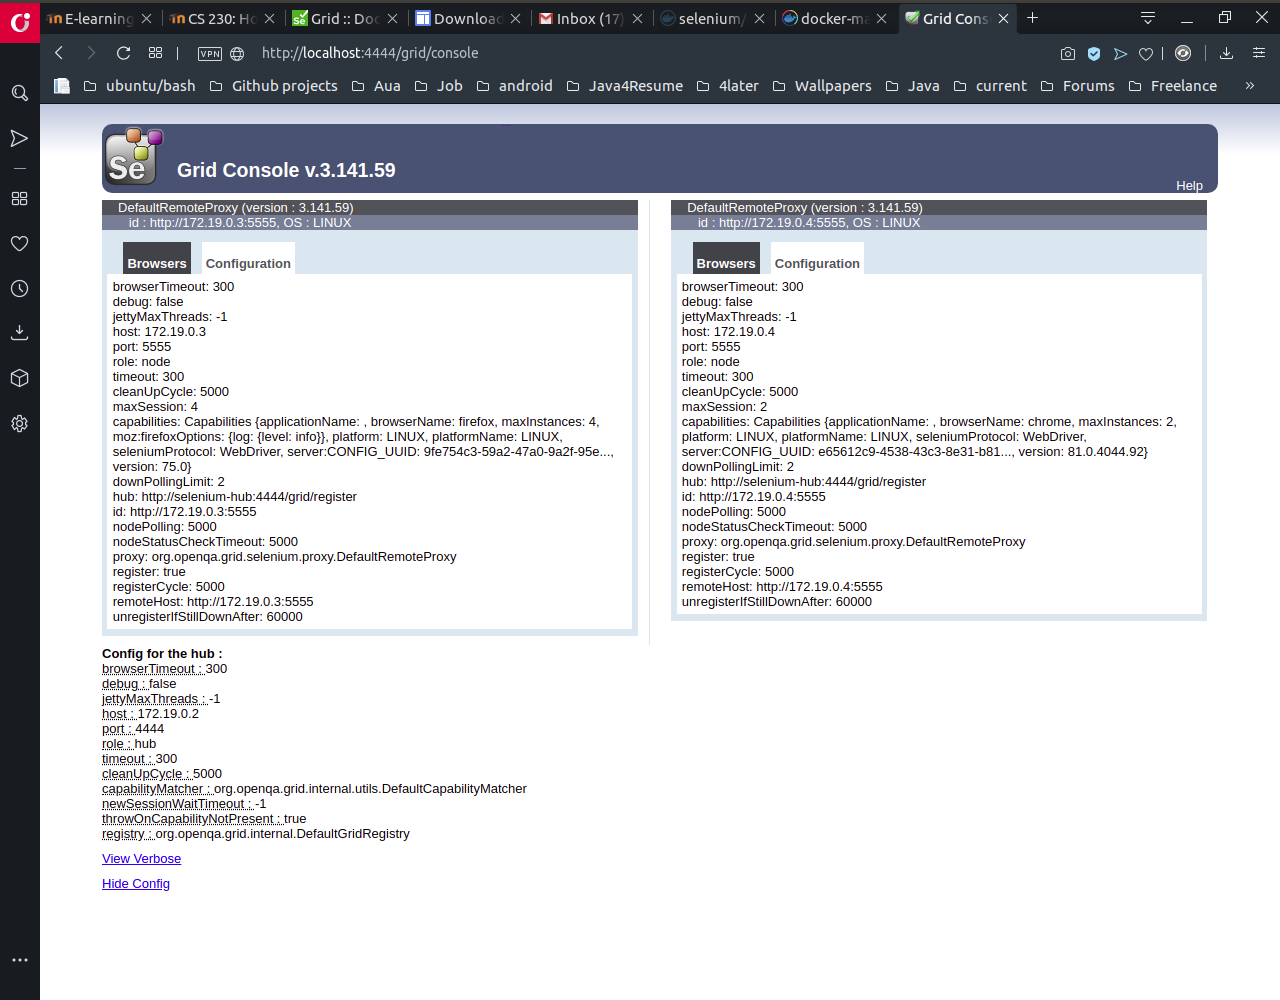 E-learning
CS 230: Ho
Grid :: Doc
Download
Inbox (17)
selenium/
docker-ma
Grid Cons
VPN
http://localhost:4444/grid/console
ubuntu/bash
Github projects
Aua
Job
android
Java4Resume
4later
Wallpapers
Java
current
Forums
Freelance
Se
Grid Console v.3.141.59
Help
DefaultRemoteProxy (version : 3.141.59)
id : http://172.19.0.3:5555, OS : LINUX
Browsers
Configuration
browserTimeout: 300
debug: false
jettyMaxThreads: -1
host: 172.19.0.3
port: 5555
role: node
timeout: 300
cleanUpCycle: 5000
maxSession: 4
capabilities: Capabilities {applicationName: , browserName: firefox, maxInstances: 4,
moz:firefoxOptions: {log: {level: info}}, platform: LINUX, platformName: LINUX,
seleniumProtocol: WebDriver, server:CONFIG_UUID: 9fe754c3-59a2-47a0-9a2f-95e...,
version: 75.0}
downPollingLimit: 2
hub: http://selenium-hub:4444/grid/register
id: http://172.19.0.3:5555
nodePolling: 5000
nodeStatusCheckTimeout: 5000
proxy: org.openqa.grid.selenium.proxy.DefaultRemoteProxy
register: true
registerCycle: 5000
remoteHost: http://172.19.0.3:5555
unregisterIfStillDownAfter: 60000
DefaultRemoteProxy (version : 3.141.59)
id : http://172.19.0.4:5555, OS : LINUX
Browsers
Configuration
browserTimeout: 300
debug: false
jettyMaxThreads: -1
host: 172.19.0.4
port: 5555
role: node
timeout: 300
cleanUpCycle: 5000
maxSession: 2
capabilities: Capabilities {applicationName: , browserName: chrome, maxInstances: 2,
platform: LINUX, platformName: LINUX, seleniumProtocol: WebDriver,
server:CONFIG_UUID: e65612c9-4538-43c3-8e31-b81..., version: 81.0.4044.92}
downPollingLimit: 2
hub: http://selenium-hub:4444/grid/register
id: http://172.19.0.4:5555
nodePolling: 5000
nodeStatusCheckTimeout: 5000
proxy: org.openqa.grid.selenium.proxy.DefaultRemoteProxy
register: true
registerCycle: 5000
remoteHost: http://172.19.0.4:5555
unregisterIfStillDownAfter: 60000
Config for the hub :
browserTimeout : 300
debug : false
jettyMaxThreads : -1
host : 172.19.0.2
port : 4444
role : hub
timeout : 300
cleanUpCycle : 5000
capabilityMatcher : org.openqa.grid.internal.utils.DefaultCapabilityMatcher
newSessionWaitTimeout : -1
throwOnCapabilityNotPresent : true
registry : org.openqa.grid.internal.DefaultGridRegistry
View Verbose
Hide Config